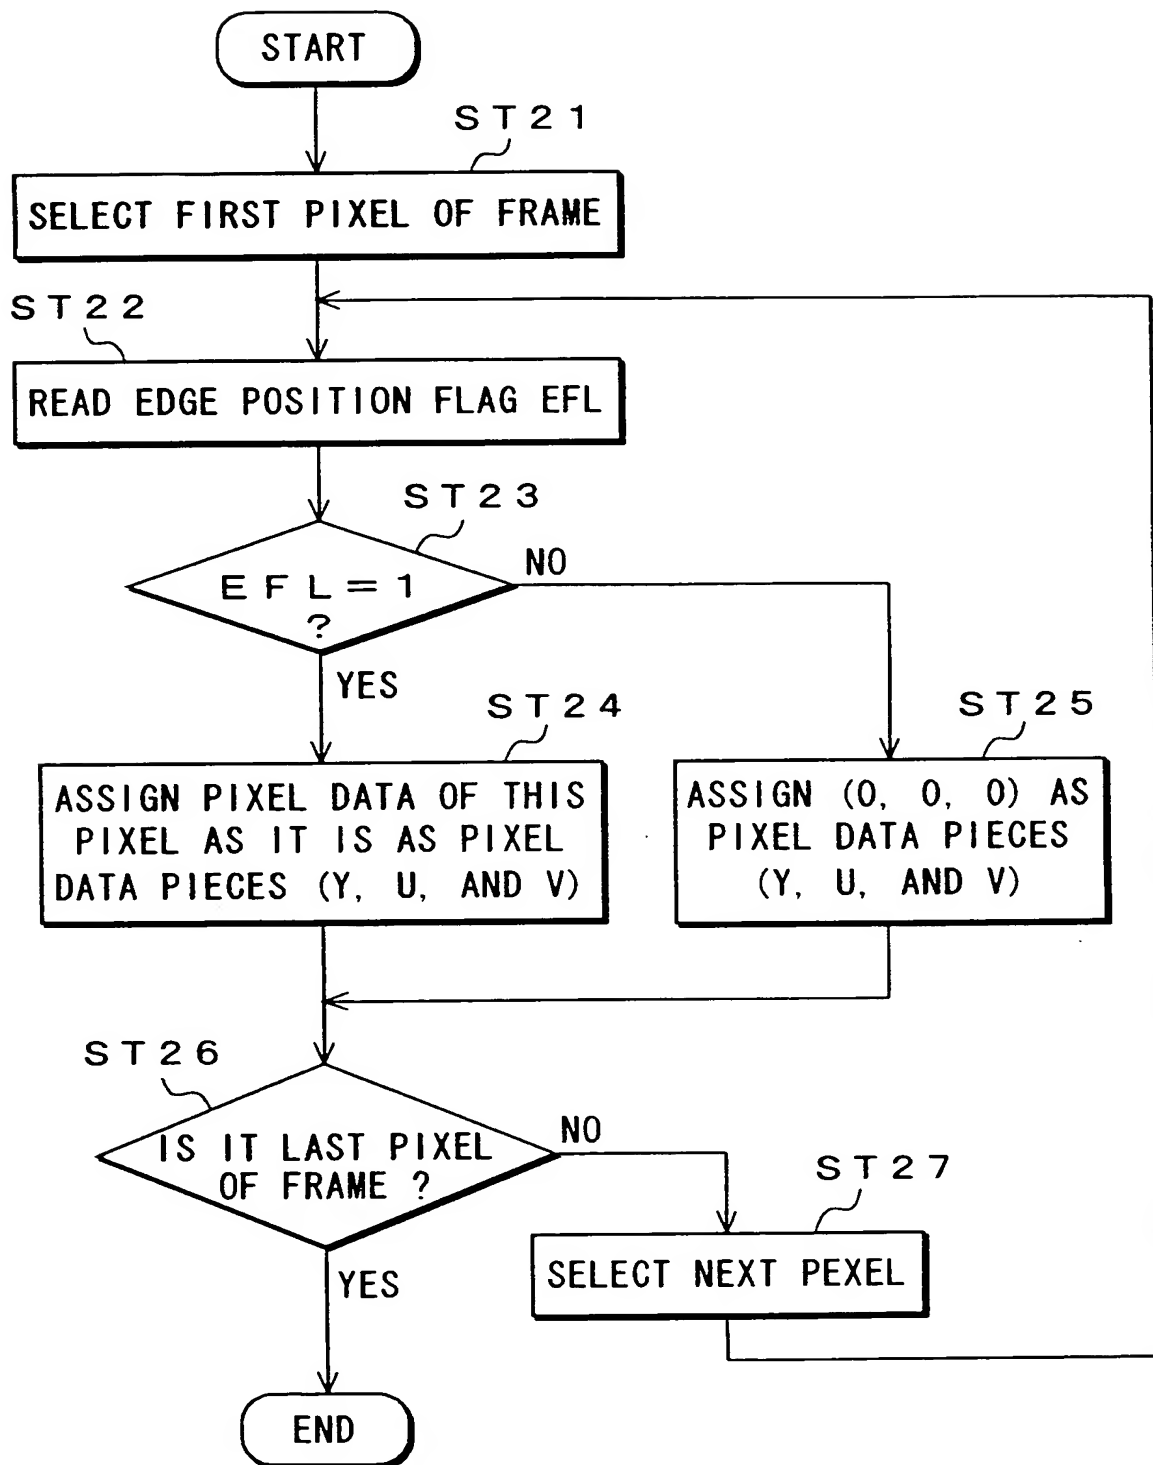 START
ST21
SELECT FIRST PIXEL OF FRAME
ST22
READ EDGE POSITION FLAG EFL
ST23
EFL=1
?
NO
YES
ST24
ASSIGN PIXEL DATA OF THIS
PIXEL AS IT IS AS PIXEL
DATA PIECES (Y, U, AND V)
ST25
ASSIGN (0, 0, 0) AS
PIXEL DATA PIECES
(Y, U, AND V)
ST26
IS IT LAST PIXEL
OF FRAME ?
NO
YES
ST27
SELECT NEXT PEXEL
END